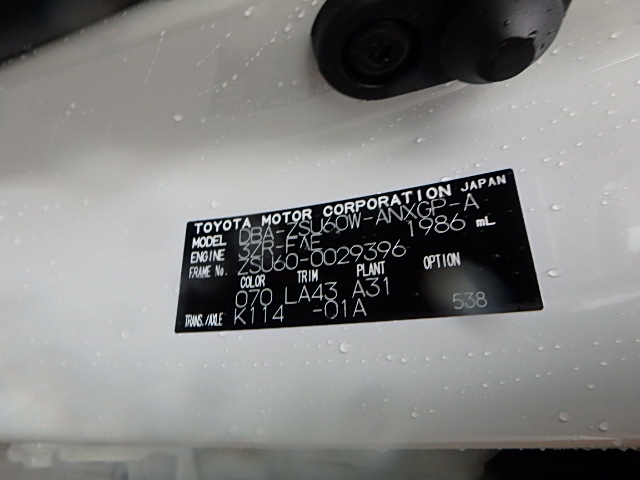 TOYOTA MOTOR CORPORATION JAPAN
MODEL DBA-ZSU60W-ANXGP-A
ENGINE 3ZR-FAE 1986 mL
FRAME No. ZSU60-0029396
COLOR TRIM PLANT OPTION
070 LA43 A31
TRANS./AXLE K114 -01A 538